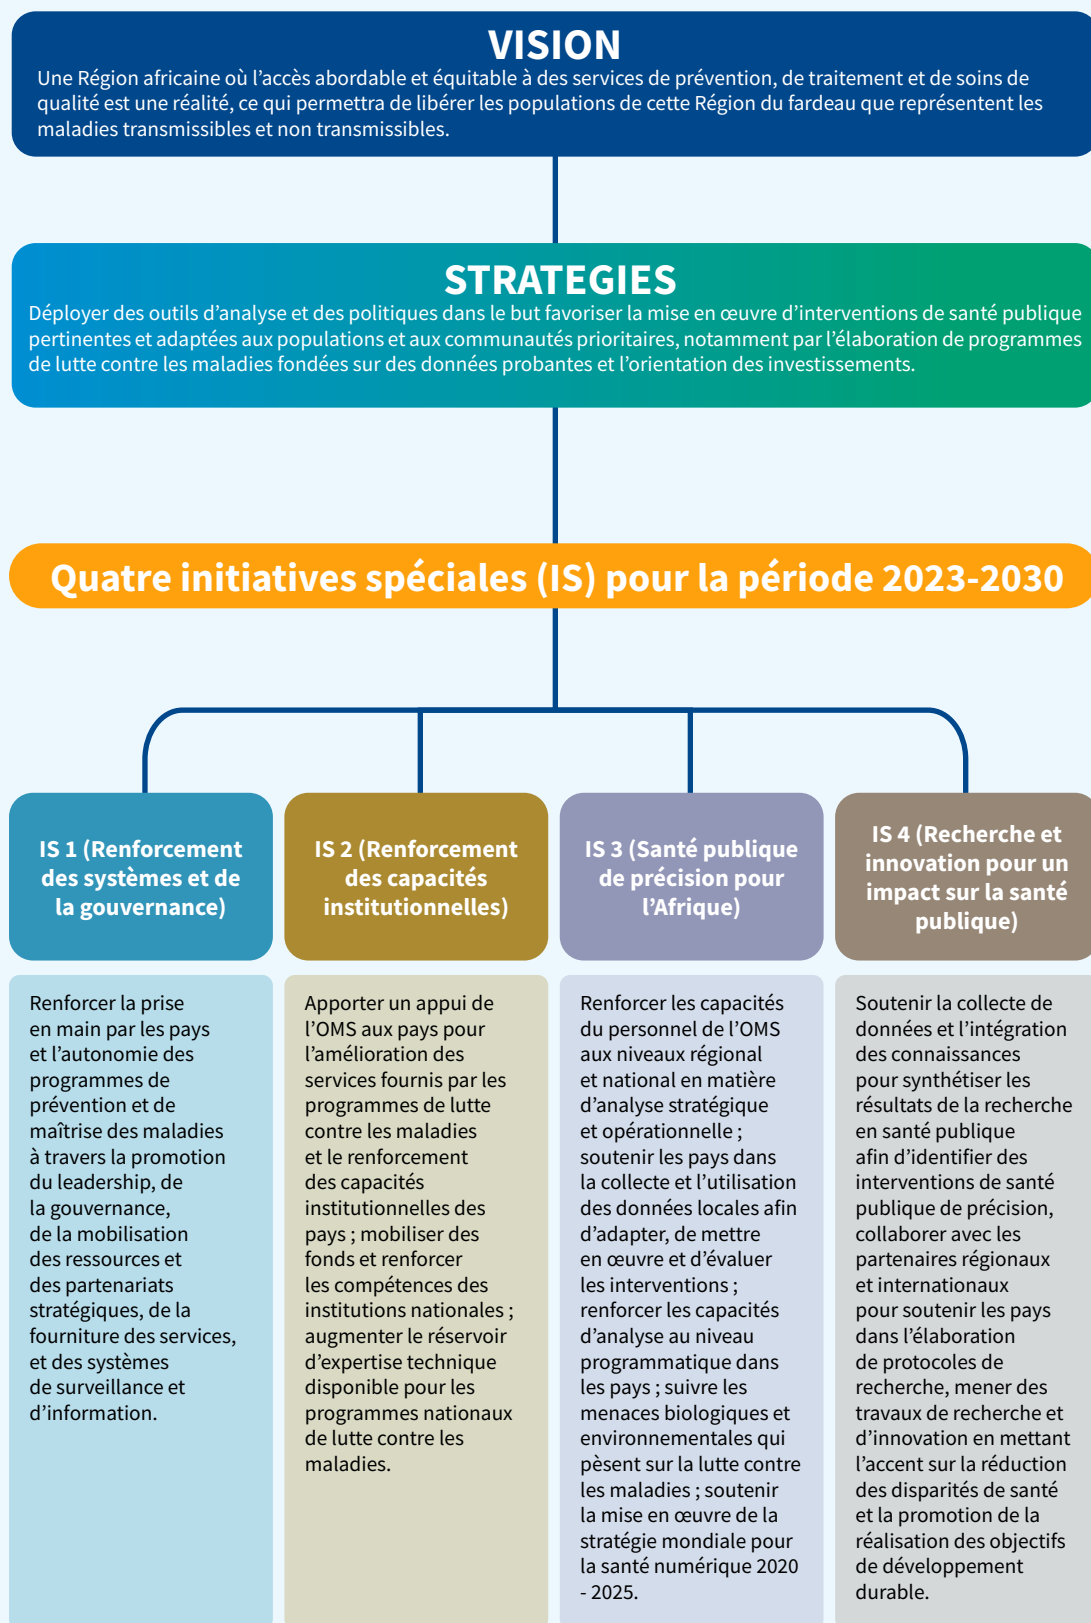 VISION
Une Région africaine où l’accès abordable et équitable à des services de prévention, de traitement et de soins de
qualité est une réalité, ce qui permettra de libérer les populations de cette Région du fardeau que représentent les
maladies transmissibles et non transmissibles.
STRATEGIES
Déployer des outils d’analyse et des politiques dans le but favoriser la mise en œuvre d’interventions de santé publique
pertinentes et adaptées aux populations et aux communautés prioritaires, notamment par l’élaboration de programmes
de lutte contre les maladies fondées sur des données probantes et l’orientation des investissements.
Quatre initiatives spéciales (IS) pour la période 2023-2030
IS 1 (Renforcement
des systèmes et de
la gouvernance)
Renforcer la prise
en main par les pays
et l’autonomie des
programmes de
prévention et de
maîtrise des maladies
à travers la promotion
du leadership, de
la gouvernance,
de la mobilisation
des ressources et
des partenariats
stratégiques, de la
fourniture des services,
et des systèmes
de surveillance et
d’information.
IS 2 (Renforcement
des capacités
institutionnelles)
Apporter un appui de
l’OMS aux pays pour
l’amélioration des
services fournis par les
programmes de lutte
contre les maladies
et le renforcement
des capacités
institutionnelles des
pays ; mobiliser des
fonds et renforcer
les compétences des
institutions nationales ;
augmenter le réservoir
d’expertise technique
disponible pour les
programmes nationaux
de lutte contre les
maladies.
IS 3 (Santé publique
de précision pour
l’Afrique)
Renforcer les capacités
du personnel de l’OMS
aux niveaux régional
et national en matière
d’analyse stratégique
et opérationnelle ;
soutenir les pays dans
la collecte et l’utilisation
des données locales afin
d’adapter, de mettre
en œuvre et d’évaluer
les interventions ;
renforcer les capacités
d’analyse au niveau
programmatique dans
les pays ; suivre les
menaces biologiques et
environnementales qui
pèsent sur la lutte contre
les maladies ; soutenir
la mise en œuvre de la
stratégie mondiale pour
la santé numérique 2020
- 2025.
IS 4 (Recherche et
innovation pour un
impact sur la santé
publique)
Soutenir la collecte de
données et l’intégration
des connaissances
pour synthétiser les
résultats de la recherche
en santé publique
afin d’identifier des
interventions de santé
publique de précision,
collaborer avec les
partenaires régionaux
et internationaux
pour soutenir les pays
dans l’élaboration
de protocoles de
recherche, mener des
travaux de recherche et
d’innovation en mettant
l’accent sur la réduction
des disparités de santé
et la promotion de la
réalisation des objectifs
de développement
durable.